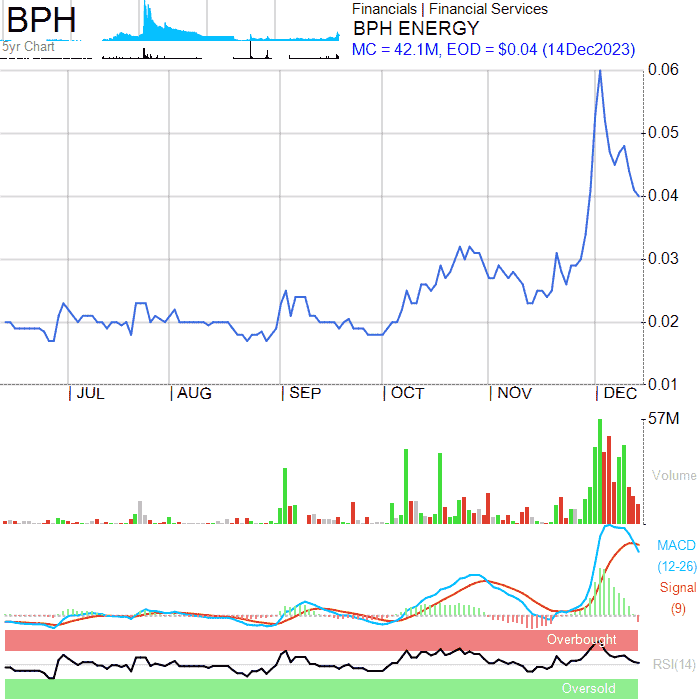 BPH
5yr Chart
Financials | Financial Services
BPH ENERGY
MC = 42.1M, EOD = $0.04 (14Dec2023)
0.06
0.05
0.04
0.03
0.02
0.01
| JUL | AUG | SEP | OCT | NOV | DEC
57M
Volume
MACD
(12-26)
Signal
(9)
Overbought
RSI(14)
Oversold